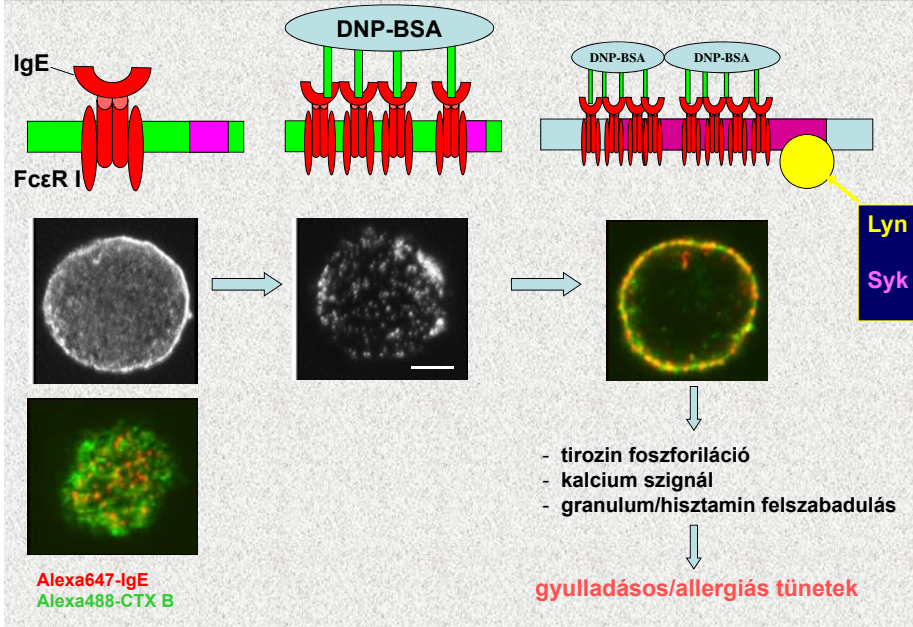 IgE
FcεR I
DNP-BSA
DNP-BSA
DNP-BSA
Lyn
Syk
- tirozin foszforiláció
- kalcium szignál
- granulum/hisztamin felszabadulás
gyulladásos/allergiás tünetek
Alexa647-IgE
Alexa488-CTX B